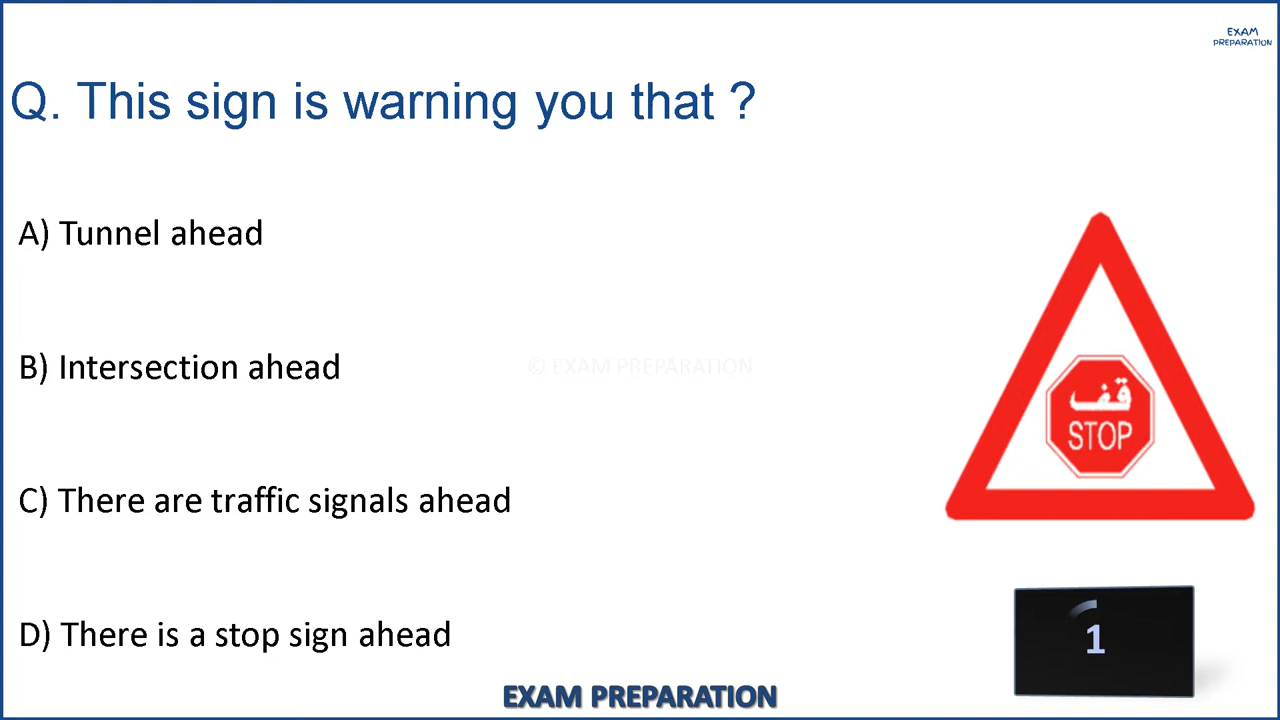 EXAM
PREPARATION
Q. This sign is warning you that ?
A) Tunnel ahead
B) Intersection ahead
© EXAM PREPARATION
قف
STOP
C) There are traffic signals ahead
D) There is a stop sign ahead
1
EXAM PREPARATION